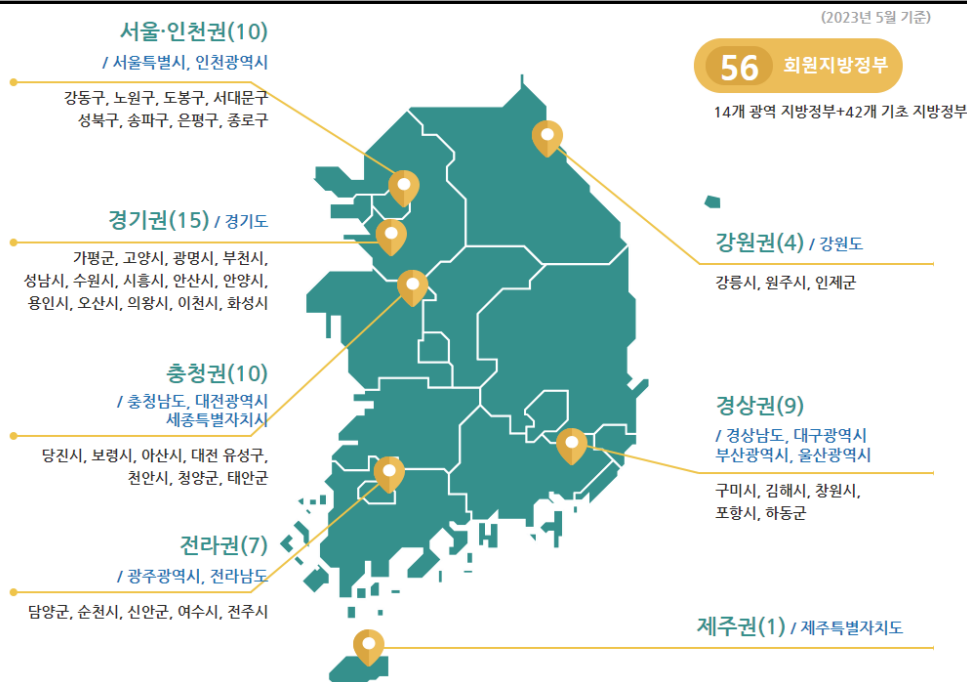 (2023년 5월 기준)
56 회원지방정부
14개 광역 지방정부+42개 기초 지방정부
서울·인천권(10)
/ 서울특별시, 인천광역시
강동구, 노원구, 도봉구, 서대문구
성북구, 송파구, 은평구, 종로구
경기권(15) / 경기도
가평군, 고양시, 광명시, 부천시,
성남시, 수원시, 시흥시, 안산시, 안양시,
용인시, 오산시, 의왕시, 이천시, 화성시
충청권(10)
/ 충청남도, 대전광역시
세종특별자치시
당진시, 보령시, 아산시, 대전 유성구,
천안시, 청양군, 태안군
전라권(7)
/ 광주광역시, 전라남도
담양군, 순천시, 신안군, 여수시, 전주시
강원권(4) / 강원도
강릉시, 원주시, 인제군
경상권(9)
/ 경상남도, 대구광역시
부산광역시, 울산광역시
구미시, 김해시, 창원시,
포항시, 하동군
제주권(1) / 제주특별자치도